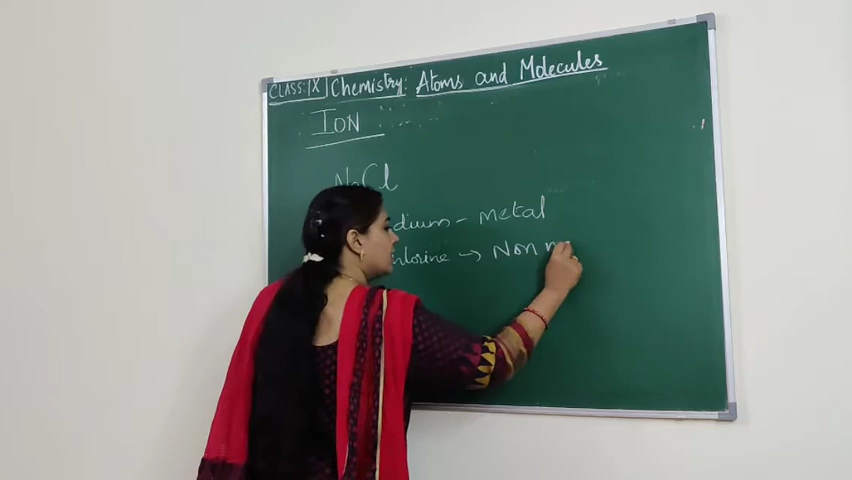 CLASS: IX Chemistry: Atoms and Molecules
ION
NaCl
dium - Metal
hlorine → Non m